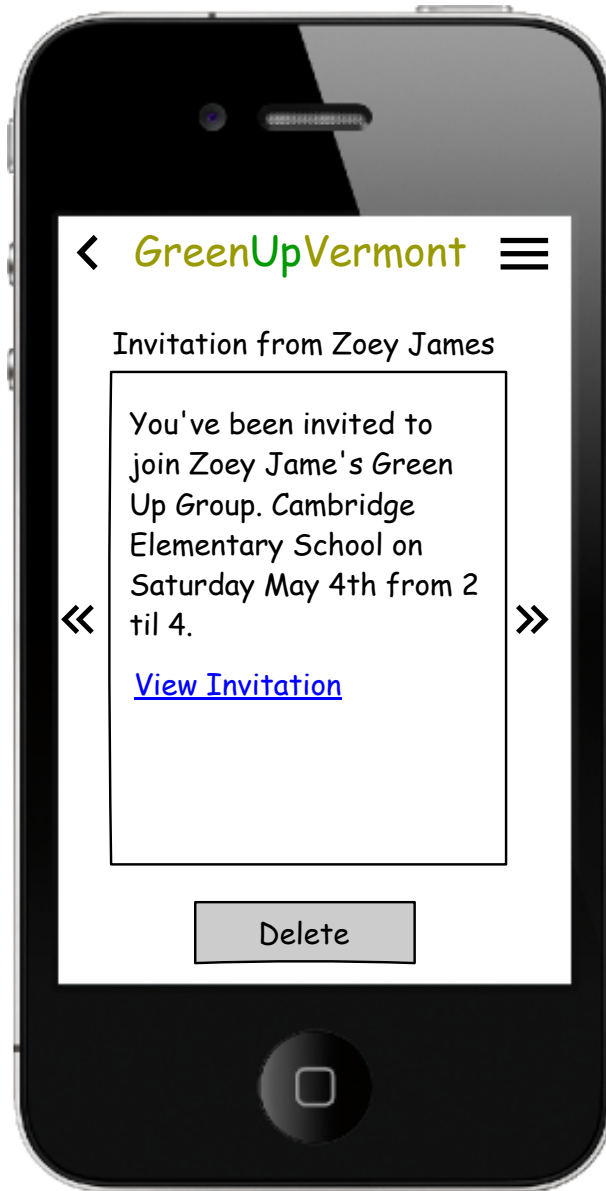 GreenUpVermont
Invitation from Zoey James
You've been invited to
join Zoey Jame's Green
Up Group. Cambridge
Elementary School on
Saturday May 4th from 2
til 4.
View Invitation
Delete